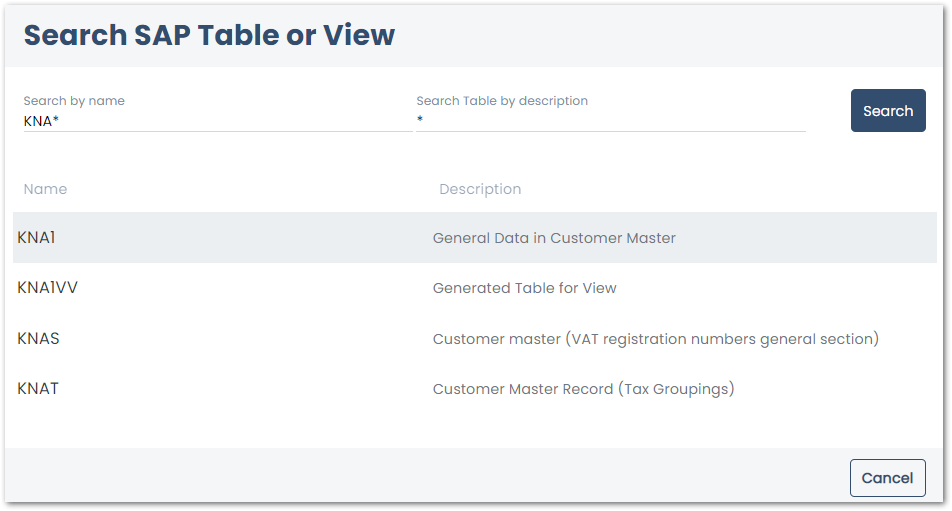 Search SAP Table or View
Search by name Search Table by description
KNA* *
Search
Name Description
KNA1 General Data in Customer Master
KNA1VV Generated Table for View
KNAS Customer master (VAT registration numbers general section)
KNAT Customer Master Record (Tax Groupings)
Cancel